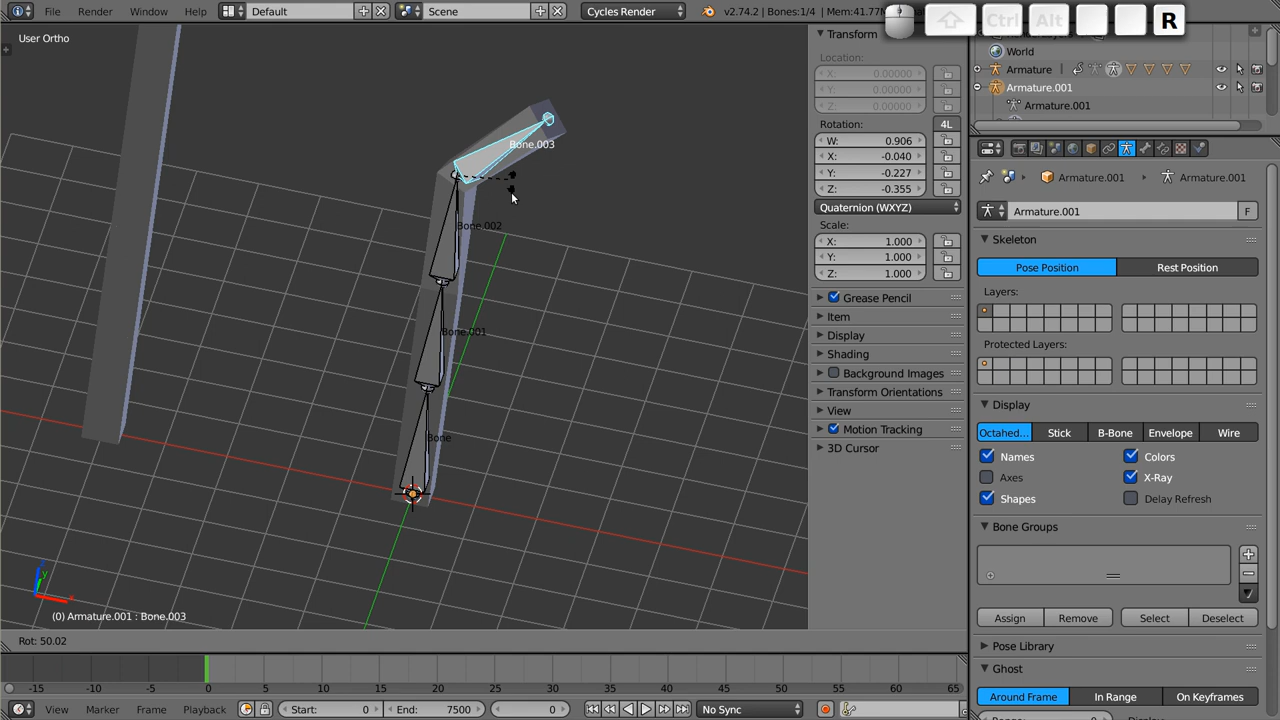 File Render Window Help Default Scene Cycles Render v2.74.2 | Bones:1/4 | Mem:41.77
Ctrl Alt R
User Ortho
World
Armature
Armature.001
Armature.001
Transform
Location:
X: 0.00000
Y: 0.00000
Z: 0.00000
Rotation: 4L
W: 0.906
X: -0.040
Y: -0.227
Z: -0.355
Quaternion (WXYZ)
Scale:
X: 1.000
Y: 1.000
Z: 1.000
Grease Pencil
Item
Display
Shading
Background Images
Transform Orientations
View
Motion Tracking
3D Cursor
Bone.003
Bone.002
Bone.001
Bone
y
x
(0) Armature.001 : Bone.003
Rot: 50.02
Armature.001 Armature.001
Armature.001 F
Skeleton
Pose Position Rest Position
Layers:
Protected Layers:
Display
Octahed... Stick B-Bone Envelope Wire
Names Colors
Axes X-Ray
Shapes Delay Refresh
Bone Groups
Assign Remove Select Deselect
Pose Library
Ghost
Around Frame In Range On Keyframes
-15 -10 -5 0 5 10 15 20 25 30 35 40 45 50 55 60 65
View Marker Frame Playback Start: 0 End: 7500 0 No Sync